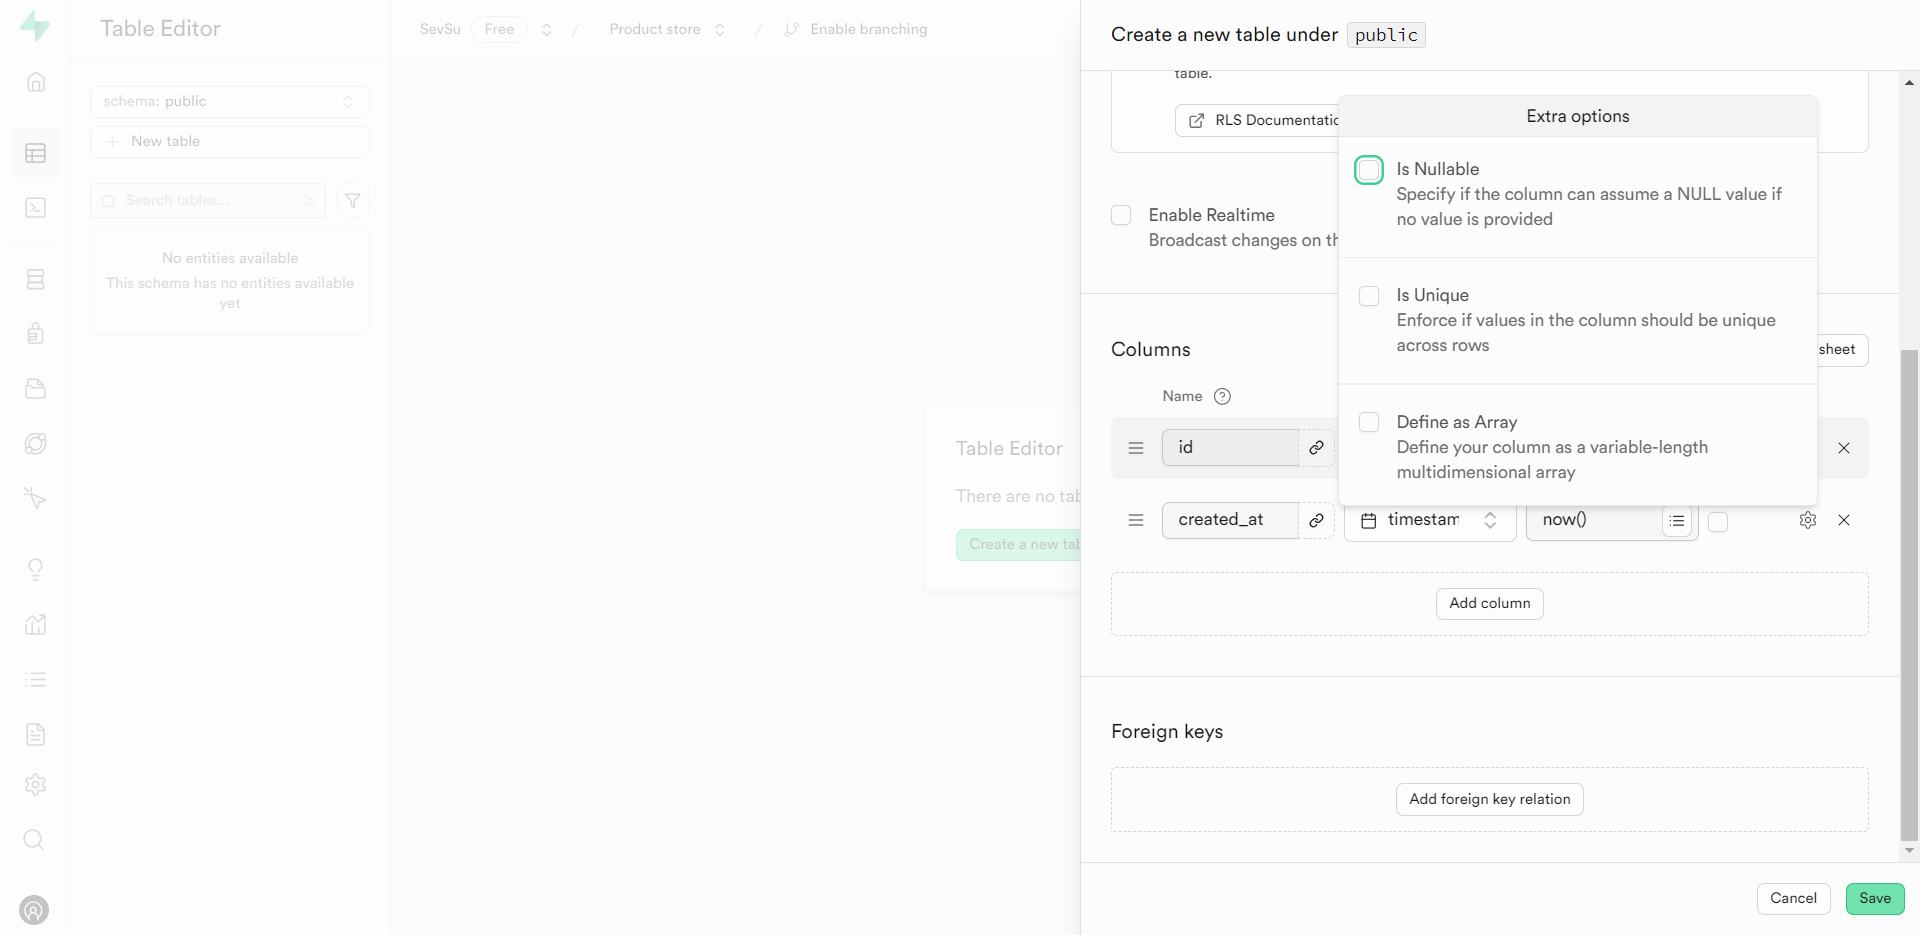 Table Editor
SevSu
Free
/
Product store
/
Enable branching
schema: public
New table
Search tables...
No entities available
This schema has no entities available
yet
Table Editor
There are no tab
Create a new tab
Create a new table under public
table.
RLS Documentatio
Enable Realtime
Broadcast changes on th
Extra options
Is Nullable
Specify if the column can assume a NULL value if
no value is provided
Is Unique
Enforce if values in the column should be unique
across rows
Define as Array
Define your column as a variable-length
multidimensional array
Columns
sheet
Name
id
created_at
timestam
now()
Add column
Foreign keys
Add foreign key relation
Cancel
Save